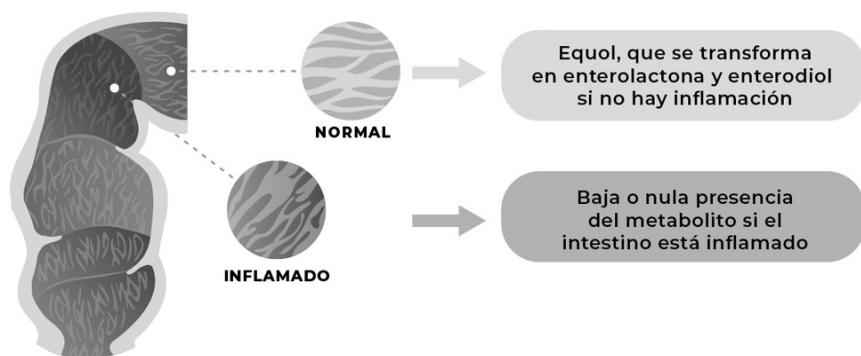 NORMAL
Equol, que se transforma
en enterolactona y enterodiol
si no hay inflamación
INFLAMADO
Baja o nula presencia
del metabolito si el
intestino está inflamado